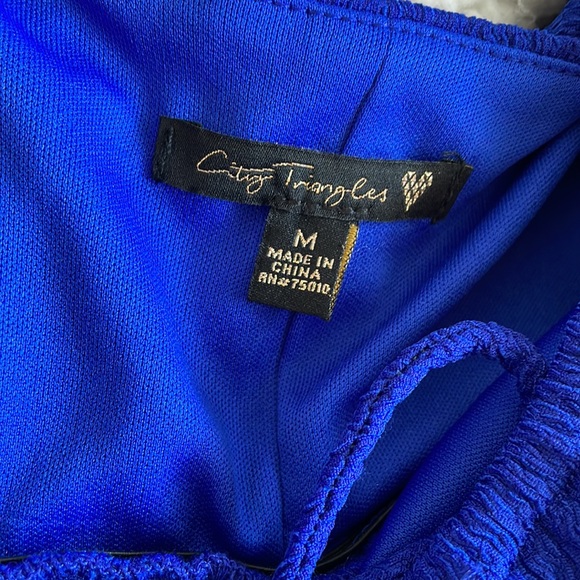 City Triangles
M
MADE IN
CHINA
RN#75010